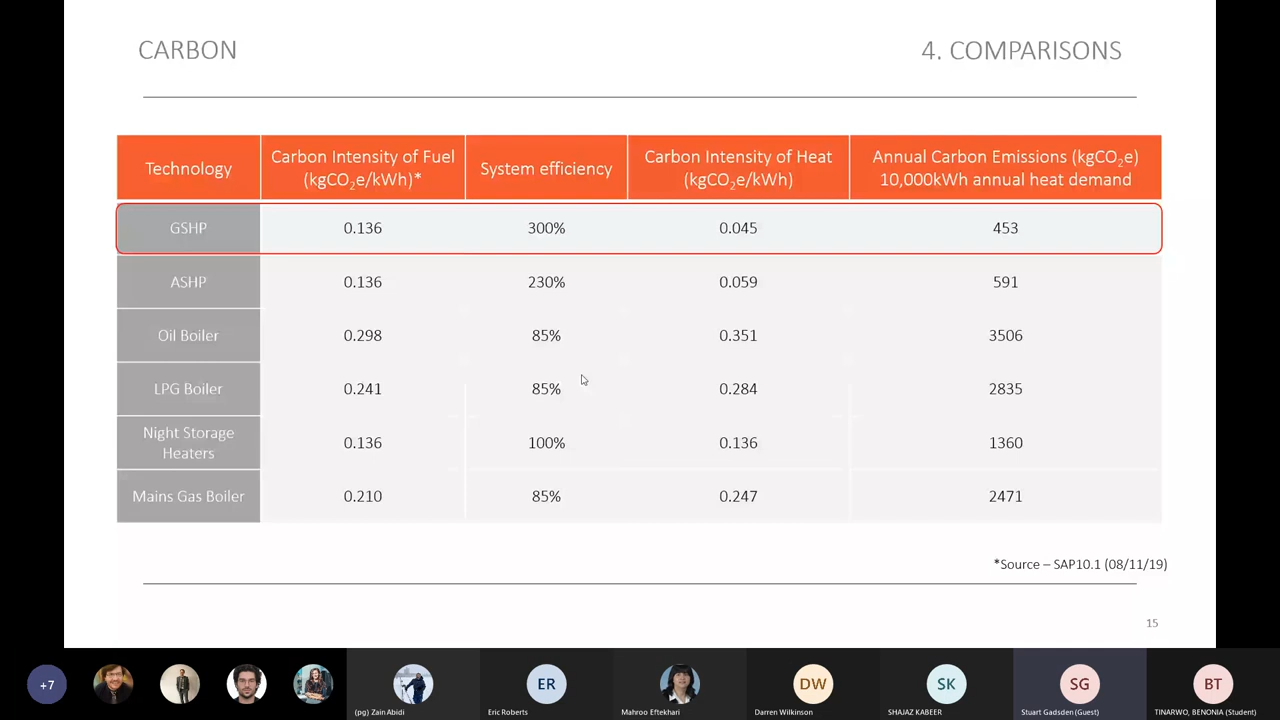 CARBON
4. COMPARISONS
Technology
Carbon Intensity of Fuel
(kgCO2e/kWh)*
System efficiency
Carbon Intensity of Heat
(kgCO2e/kWh)
Annual Carbon Emissions (kgCO2e)
10,000kWh annual heat demand
GSHP 0.136 300% 0.045 453
ASHP 0.136 230% 0.059 591
Oil Boiler 0.298 85% 0.351 3506
LPG Boiler 0.241 85% 0.284 2835
Night Storage
Heaters
0.136 100% 0.136 1360
Mains Gas Boiler 0.210 85% 0.247 2471
*Source – SAP10.1 (08/11/19)
15
+7
ER
DW
SK
SG
BT
(pg) Zain Abidi
Eric Roberts
Mahroo Eftekhari
Darren Wilkinson
SHAJAZ KABEER
Stuart Gadsden (Guest)
TINARWO, BENONIA (Student)